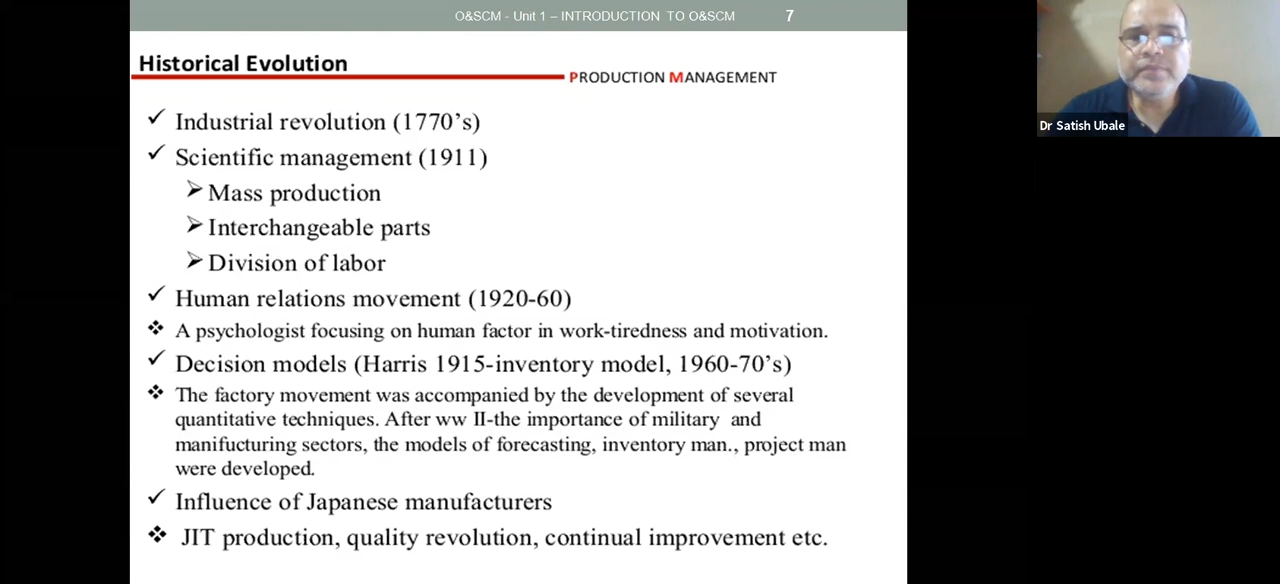 O&SCM - Unit 1 – INTRODUCTION TO O&SCM 7
Historical Evolution
PRODUCTION MANAGEMENT
Industrial revolution (1770's)
Scientific management (1911)
Mass production
Interchangeable parts
Division of labor
Human relations movement (1920-60)
A psychologist focusing on human factor in work-tiredness and motivation.
Decision models (Harris 1915-inventory model, 1960-70's)
The factory movement was accompanied by the development of several
quantitative techniques. After ww II-the importance of military and
manifucturing sectors, the models of forecasting, inventory man., project man
were developed.
Influence of Japanese manufacturers
JIT production, quality revolution, continual improvement etc.
Dr Satish Ubale